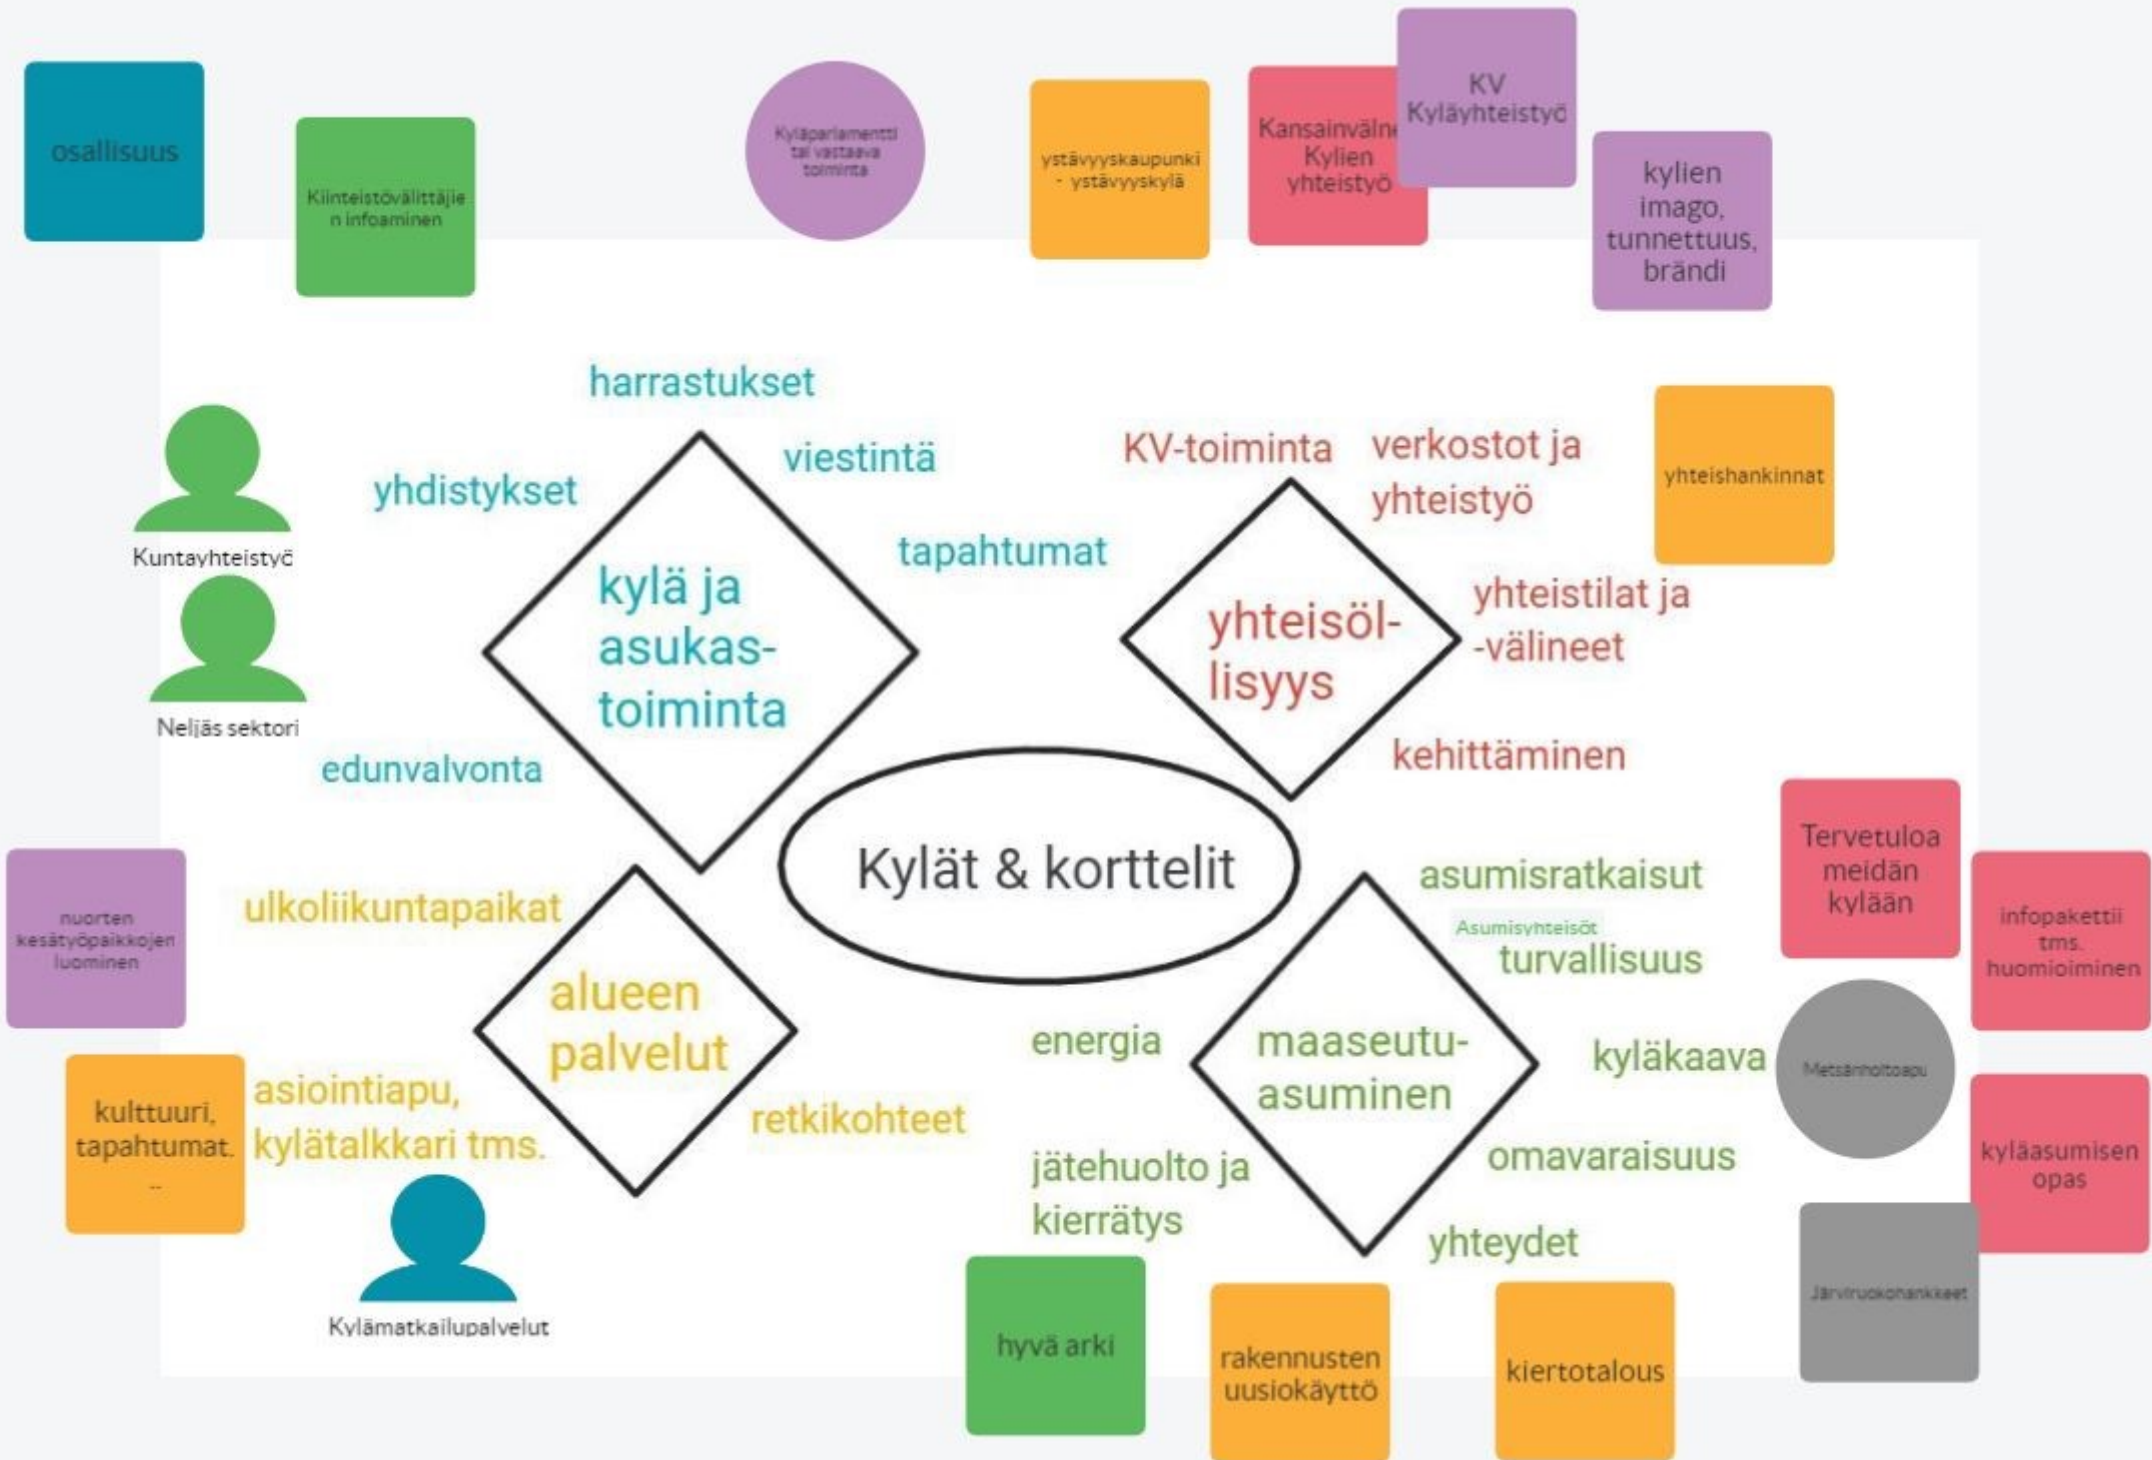 osallisuus
Kiinteistövälittäjie
n infoaminen
Kyläparlamentti
tai vastaava
toiminta
ystävyyskaupunki
- ystävyyskylä
Kansainväline
Kylien
yhteistyö
KV
Kyläyhteistyö
kylien
imago,
tunnettuus,
brändi
harrastukset
viestintä
yhdistykset
tapahtumat
kylä ja
asukas-
toiminta
edunvalvonta
Kuntayhteistyö
Neljäs sektori
KV-toiminta
verkostot ja
yhteistyö
yhteishankinnat
yhteisöl-
lisyys
yhteistilat ja
-välineet
kehittäminen
Kylät & korttelit
nuorten
kesätyöpaikkojen
luominen
ulkoliikuntapaikat
alueen
palvelut
kulttuuri,
tapahtumat.
..
asiointiapu,
kylätalkkari tms.
retkikohteet
Kylämatkailupalvelut
asumisratkaisut
Asumisyhteisöt
turvallisuus
energia
maaseutu-
asuminen
kyläkaava
jätehuolto ja
kierrätys
omavaraisuus
yhteydet
Tervetuloa
meidän
kylään
infopakettii
tms.
huomioiminen
Metsänhoitoapu
kyläasumisen
opas
Järviruokohankkeet
hyvä arki
rakennusten
uusiokäyttö
kiertotalous